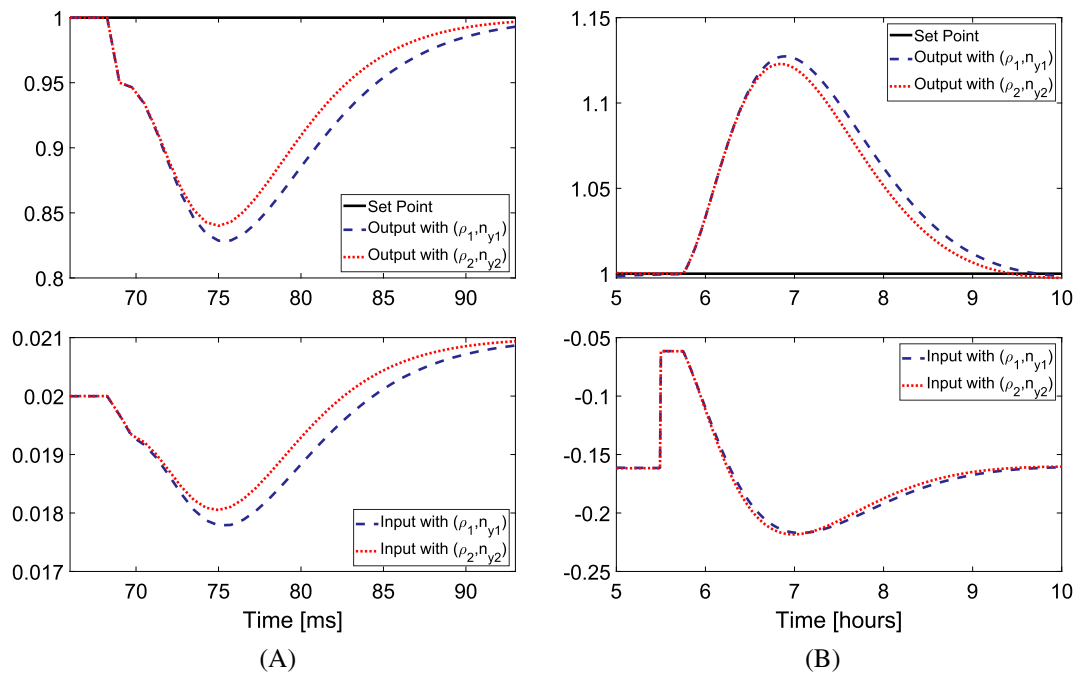 1
0.95
0.9
0.85
0.8
70 75 80 85 90
Set Point
Output with (ρ1,ny1)
Output with (ρ2,ny2)
1.15
1.1
1.05
1
5 6 7 8 9 10
Set Point
Output with (ρ1,ny1)
Output with (ρ2,ny2)
0.021
0.02
0.019
0.018
0.017
70 75 80 85 90
Input with (ρ1,ny1)
Input with (ρ2,ny2)
Time [ms]
(A)
-0.05
-0.1
-0.15
-0.2
-0.25
5 6 7 8 9 10
Input with (ρ1,ny1)
Input with (ρ2,ny2)
Time [hours]
(B)